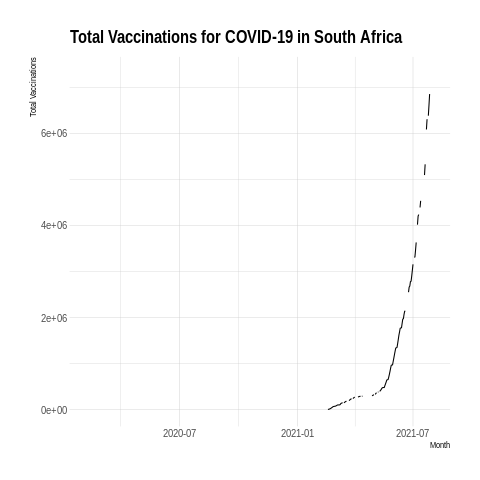 Total Vaccinations for COVID-19 in South Africa
Total Vaccinations
6e+06
4e+06
2e+06
0e+00
2020-07 2021-01 2021-07
Month